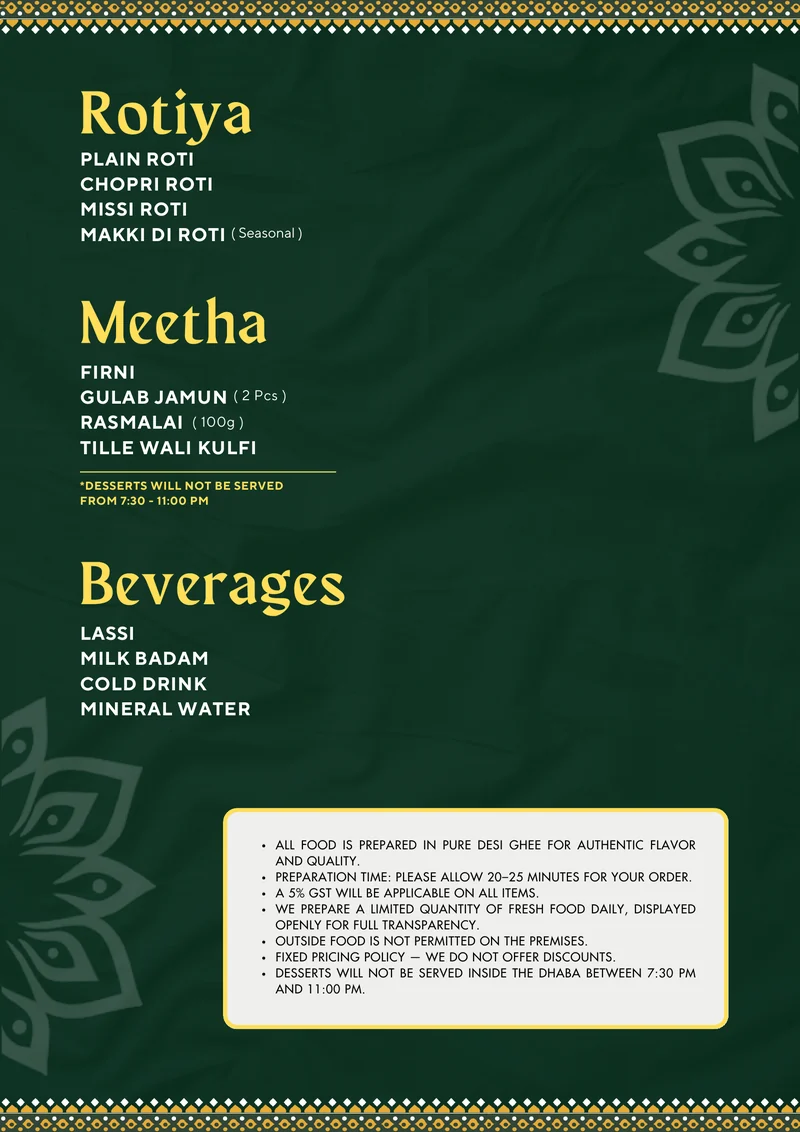 Rotiya
PLAIN ROTI
CHOPRI ROTI
MISSI ROTI
MAKKI DI ROTI ( Seasonal )
Meetha
FIRNI
GULAB JAMUN ( 2 Pcs )
RASMALAI ( 100g )
TILLE WALI KULFI
*DESSERTS WILL NOT BE SERVED
FROM 7:30 - 11:00 PM
Beverages
LASSI
MILK BADAM
COLD DRINK
MINERAL WATER
• ALL FOOD IS PREPARED IN PURE DESI GHEE FOR AUTHENTIC FLAVOR
AND QUALITY.
• PREPARATION TIME: PLEASE ALLOW 20–25 MINUTES FOR YOUR ORDER.
• A 5% GST WILL BE APPLICABLE ON ALL ITEMS.
• WE PREPARE A LIMITED QUANTITY OF FRESH FOOD DAILY, DISPLAYED
OPENLY FOR FULL TRANSPARENCY.
• OUTSIDE FOOD IS NOT PERMITTED ON THE PREMISES.
• FIXED PRICING POLICY — WE DO NOT OFFER DISCOUNTS.
• DESSERTS WILL NOT BE SERVED INSIDE THE DHABA BETWEEN 7:30 PM
AND 11:00 PM.